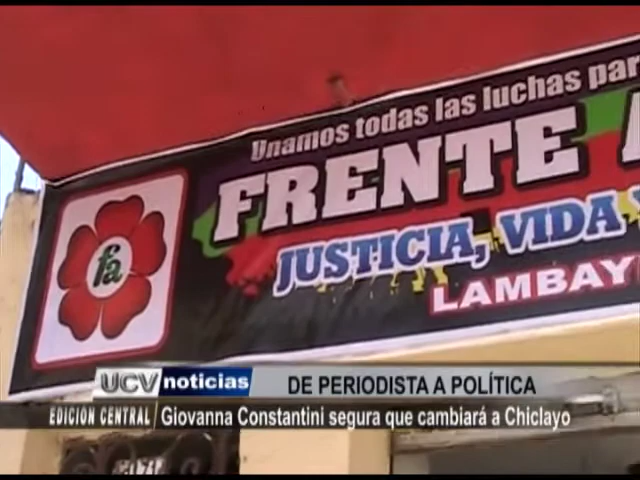 Unamos todas las luchas par
FRENTE A
JUSTICIA, VIDA Y
LAMBAY
fa
UCV noticias
DE PERIODISTA A POLÍTICA
EDICIÓN CENTRAL
Giovanna Constantini segura que cambiará a Chiclayo